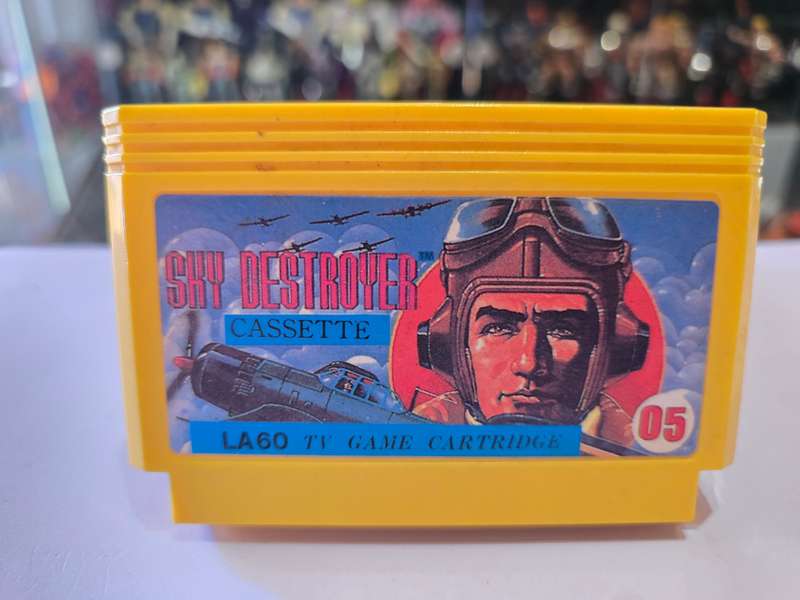 SKY DESTROYER™
CASSETTE
LA60 TV GAME CARTRIDGE
05